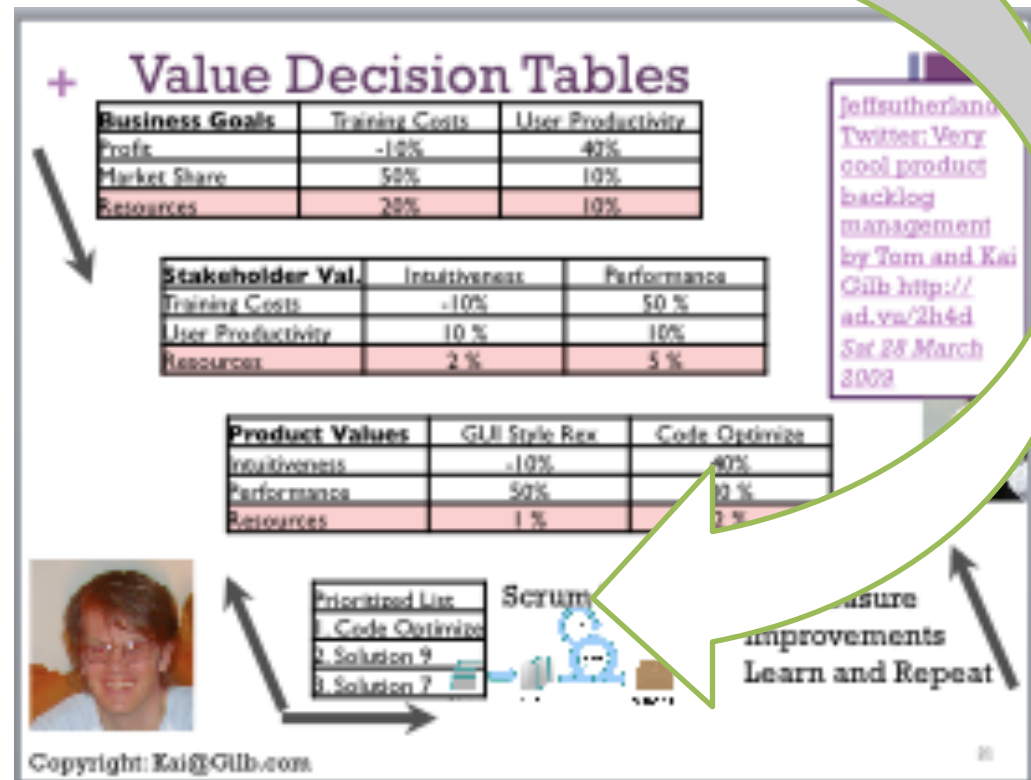 + Value Decision Tables
Business Goals Training Costs User Productivity
Profit -10% 40%
Market Share 50% 10%
Resources 20% 10%
Jeffsutherland
Twitter: Very
cool product
backlog
management
by Tom and Kai
Gilb http://
ad.vu/2h4d
Sat 28 March
2009
Stakeholder Val. Intuitiveness Performance
Training Costs -10% 50 %
User Productivity 10 % 10%
Resources 2 % 5 %
Product Values GUI Style Rex Code Optimize
Intuitiveness -10% 40%
Performance 50%
Resources 1 % 2 %
Prioritized List
1. Code Optimize
2. Solution 9
3. Solution 7
Scrum
improvements
Learn and Repeat
Copyright: Kai@Gilb.com